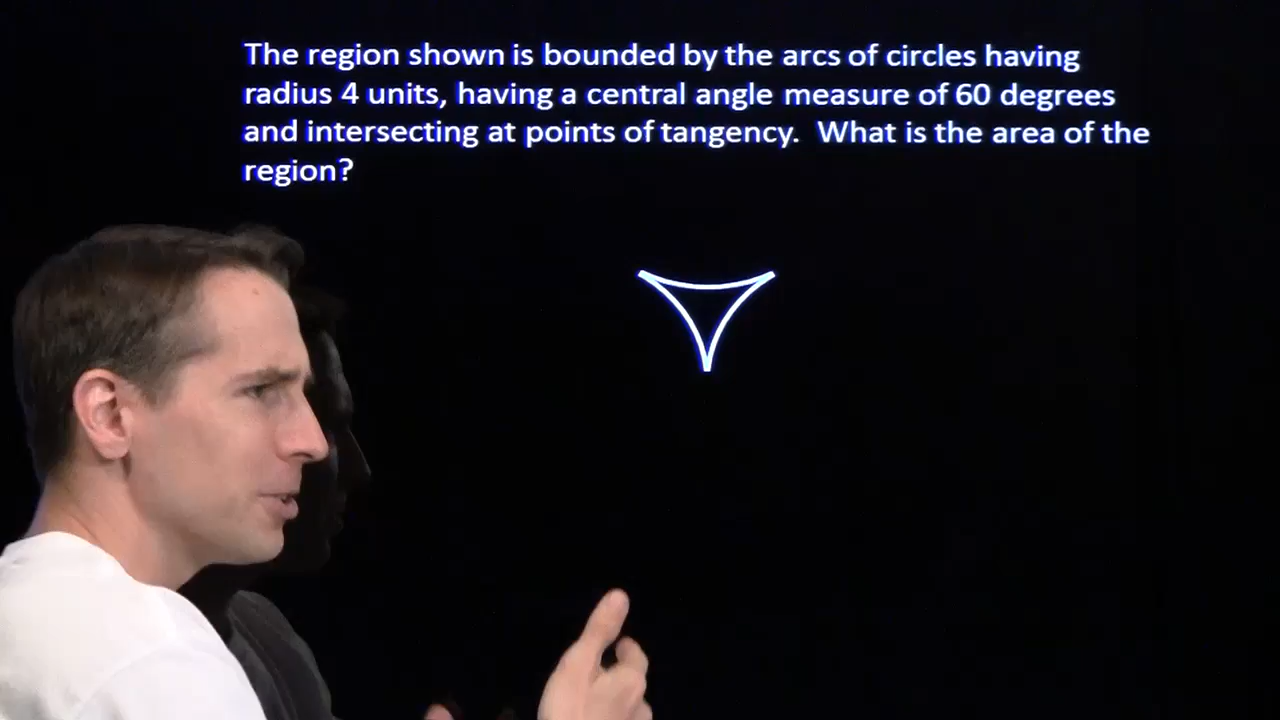 The region shown is bounded by the arcs of circles having
radius 4 units, having a central angle measure of 60 degrees
and intersecting at points of tangency.  What is the area of the
region?